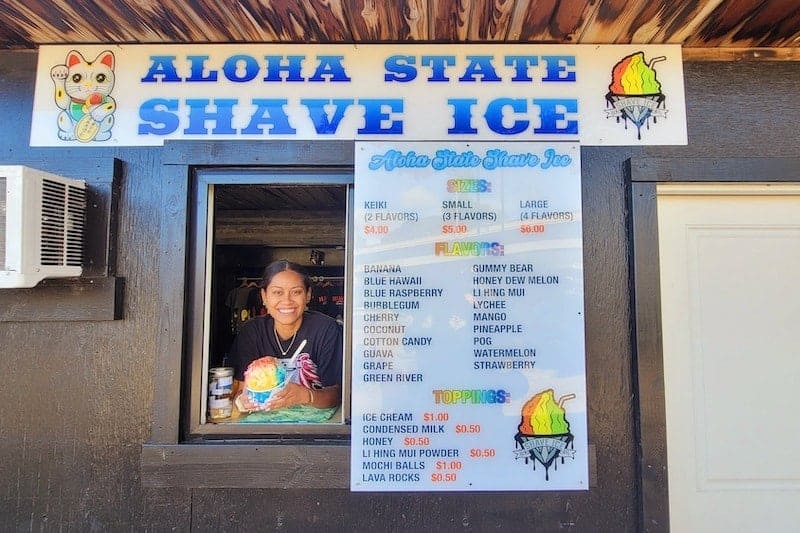 ALOHA STATE
SHAVE ICE
Aloha State Shave Ice
SIZES:
KEIKI
(2 FLAVORS)
$4.00
SMALL
(3 FLAVORS)
$5.00
LARGE
(4 FLAVORS)
$6.00
FLAVORS:
BANANA
BLUE HAWAII
BLUE RASPBERRY
BUBBLEGUM
CHERRY
COCONUT
COTTON CANDY
GUAVA
GRAPE
GREEN RIVER
GUMMY BEAR
HONEY DEW MELON
LI HING MUI
LYCHEE
MANGO
PINEAPPLE
POG
WATERMELON
STRAWBERRY
TOPPINGS:
ICE CREAM $1.00
CONDENSED MILK $0.50
HONEY $0.50
LI HING MUI POWDER $0.50
MOCHI BALLS $1.00
LAVA ROCKS $0.50
SHAVE ICE
SHAVE ICE